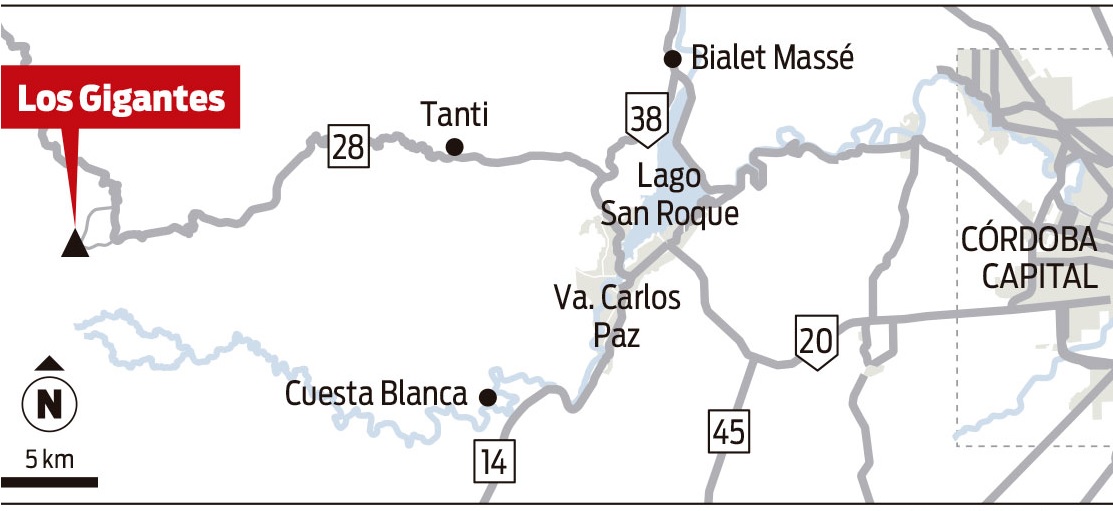 Bialet Massé
Los Gigantes
Tanti
38
28
Lago
San Roque
CÓRDOBA
CAPITAL
Va. Carlos
Paz
20
Cuesta Blanca
N
45
14
5 km